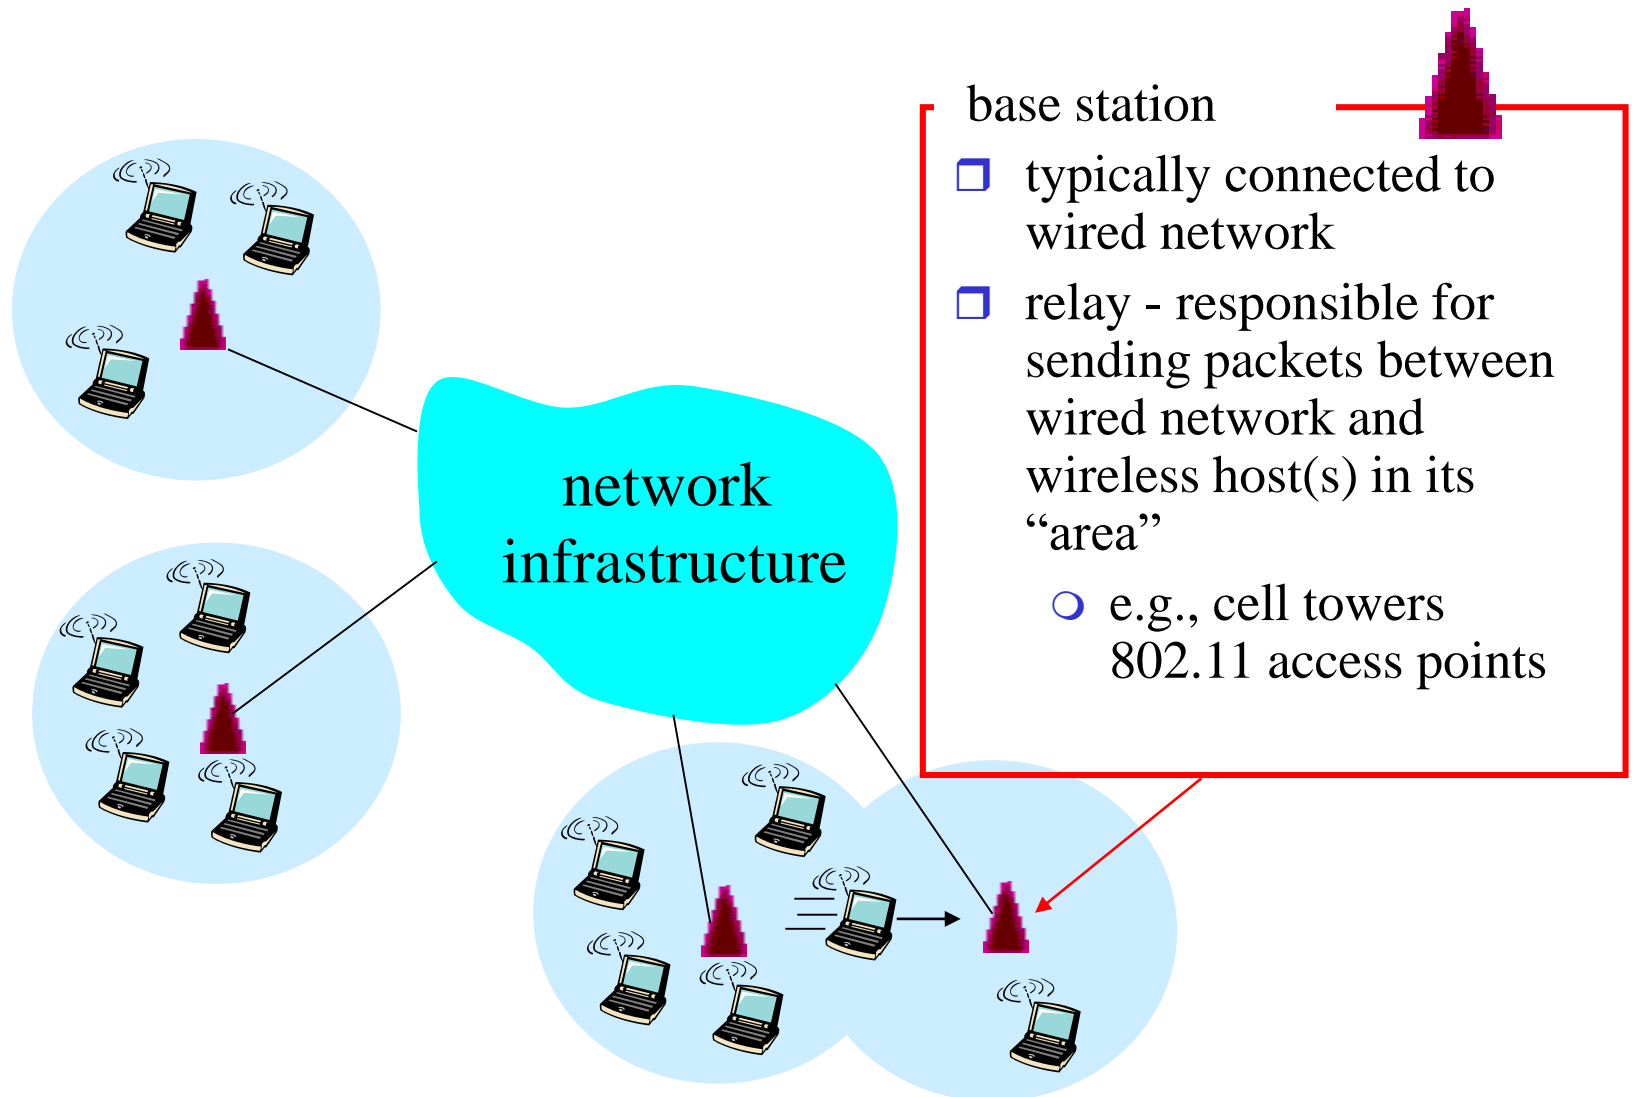 base station
typically connected to
wired network
relay - responsible for
sending packets between
wired network and
wireless host(s) in its
“area”
e.g., cell towers
802.11 access points
network
infrastructure